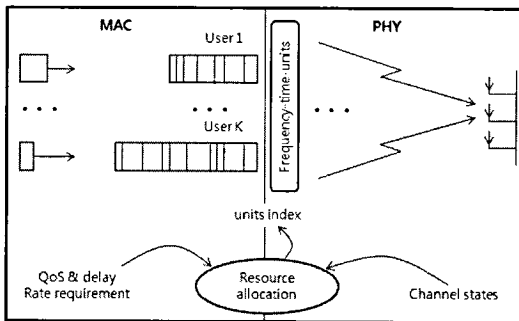 MAC
PHY
User 1
User K
Frequency-time-units
units index
QoS & delay
Rate requirement
Resource
allocation
Channel states